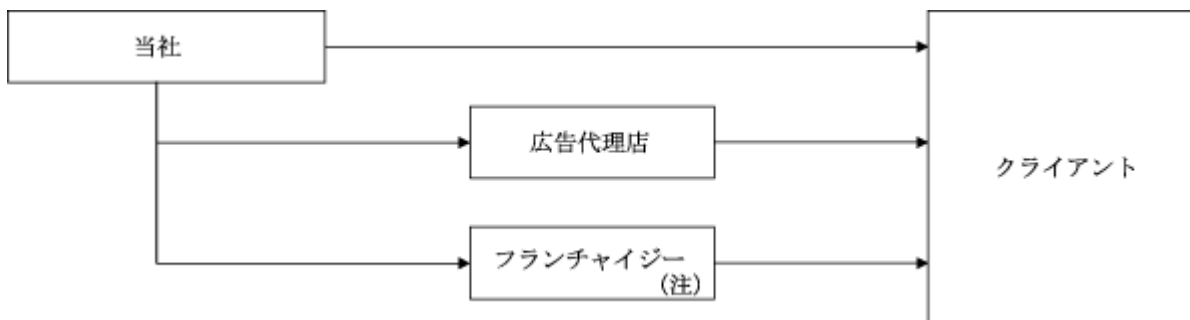 当社
広告代理店
クライアント
フランチャイジー
(注)